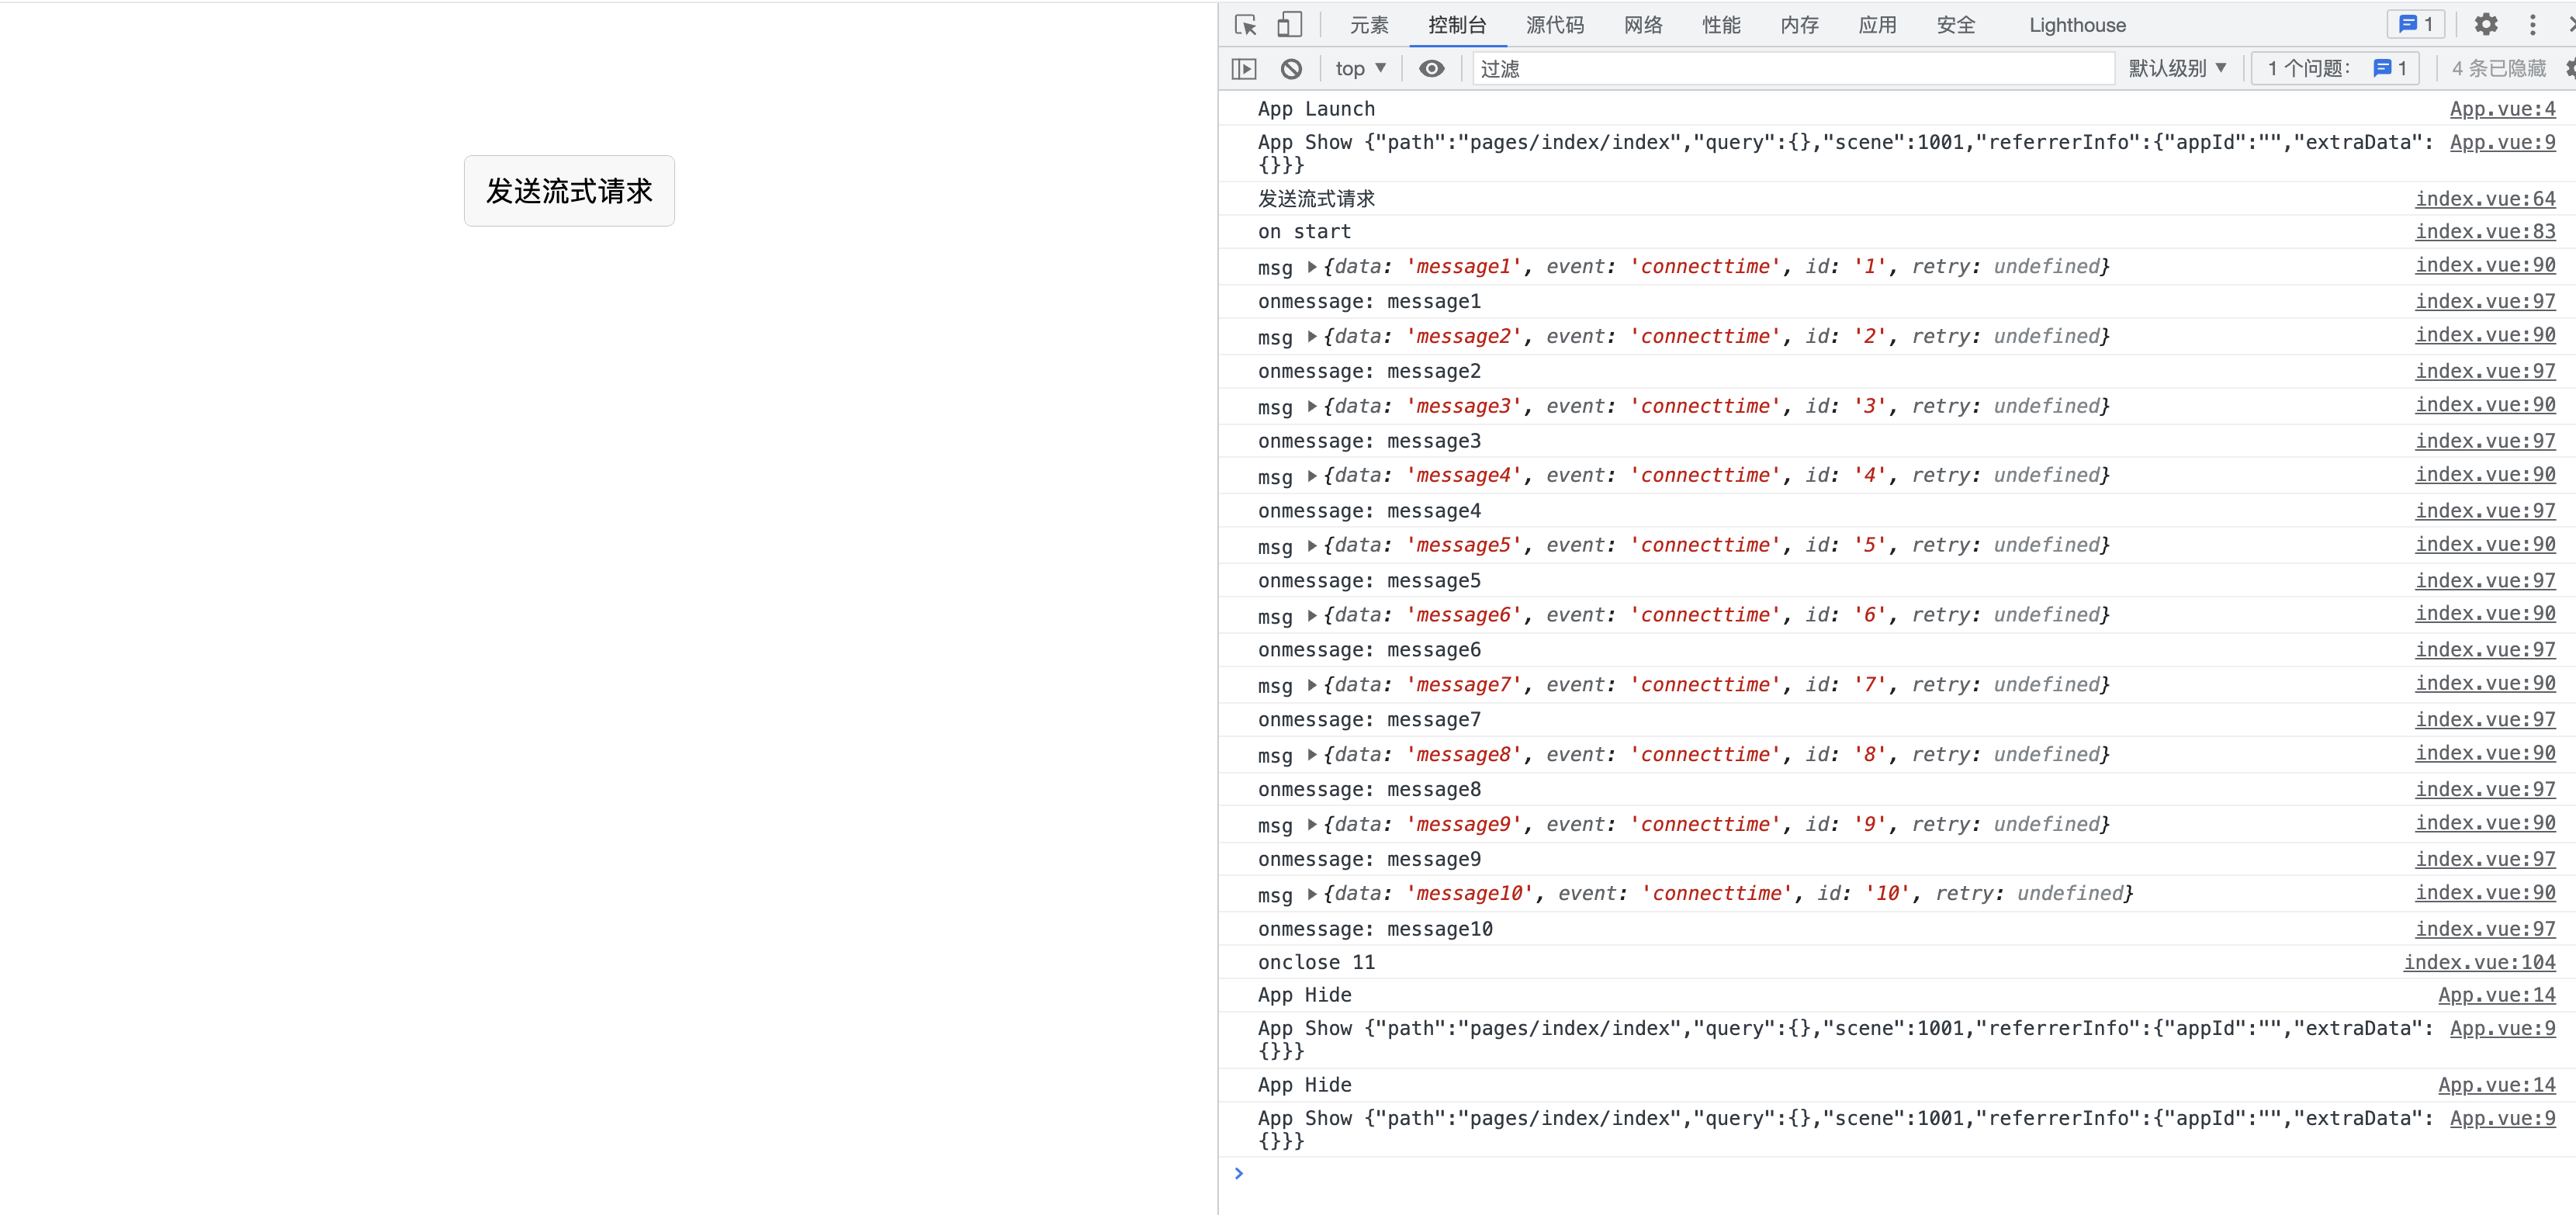 元素 控制台 源代码 网络 性能 内存 应用 安全 Lighthouse 1
top 过滤 默认级别 1 个问题: 1 4 条已隐藏
发送流式请求
App Launch App.vue:4
App Show {"path":"pages/index/index","query":{},"scene":1001,"referrerInfo":{"appId":"","extraData": App.vue:9
{}}}
发送流式请求 index.vue:64
on start index.vue:83
msg {data: 'message1', event: 'connecttime', id: '1', retry: undefined} index.vue:90
onmessage: message1 index.vue:97
msg {data: 'message2', event: 'connecttime', id: '2', retry: undefined} index.vue:90
onmessage: message2 index.vue:97
msg {data: 'message3', event: 'connecttime', id: '3', retry: undefined} index.vue:90
onmessage: message3 index.vue:97
msg {data: 'message4', event: 'connecttime', id: '4', retry: undefined} index.vue:90
onmessage: message4 index.vue:97
msg {data: 'message5', event: 'connecttime', id: '5', retry: undefined} index.vue:90
onmessage: message5 index.vue:97
msg {data: 'message6', event: 'connecttime', id: '6', retry: undefined} index.vue:90
onmessage: message6 index.vue:97
msg {data: 'message7', event: 'connecttime', id: '7', retry: undefined} index.vue:90
onmessage: message7 index.vue:97
msg {data: 'message8', event: 'connecttime', id: '8', retry: undefined} index.vue:90
onmessage: message8 index.vue:97
msg {data: 'message9', event: 'connecttime', id: '9', retry: undefined} index.vue:90
onmessage: message9 index.vue:97
msg {data: 'message10', event: 'connecttime', id: '10', retry: undefined} index.vue:90
onmessage: message10 index.vue:97
onclose 11 index.vue:104
App Hide App.vue:14
App Show {"path":"pages/index/index","query":{},"scene":1001,"referrerInfo":{"appId":"","extraData": App.vue:9
{}}}
App Hide App.vue:14
App Show {"path":"pages/index/index","query":{},"scene":1001,"referrerInfo":{"appId":"","extraData": App.vue:9
{}}}